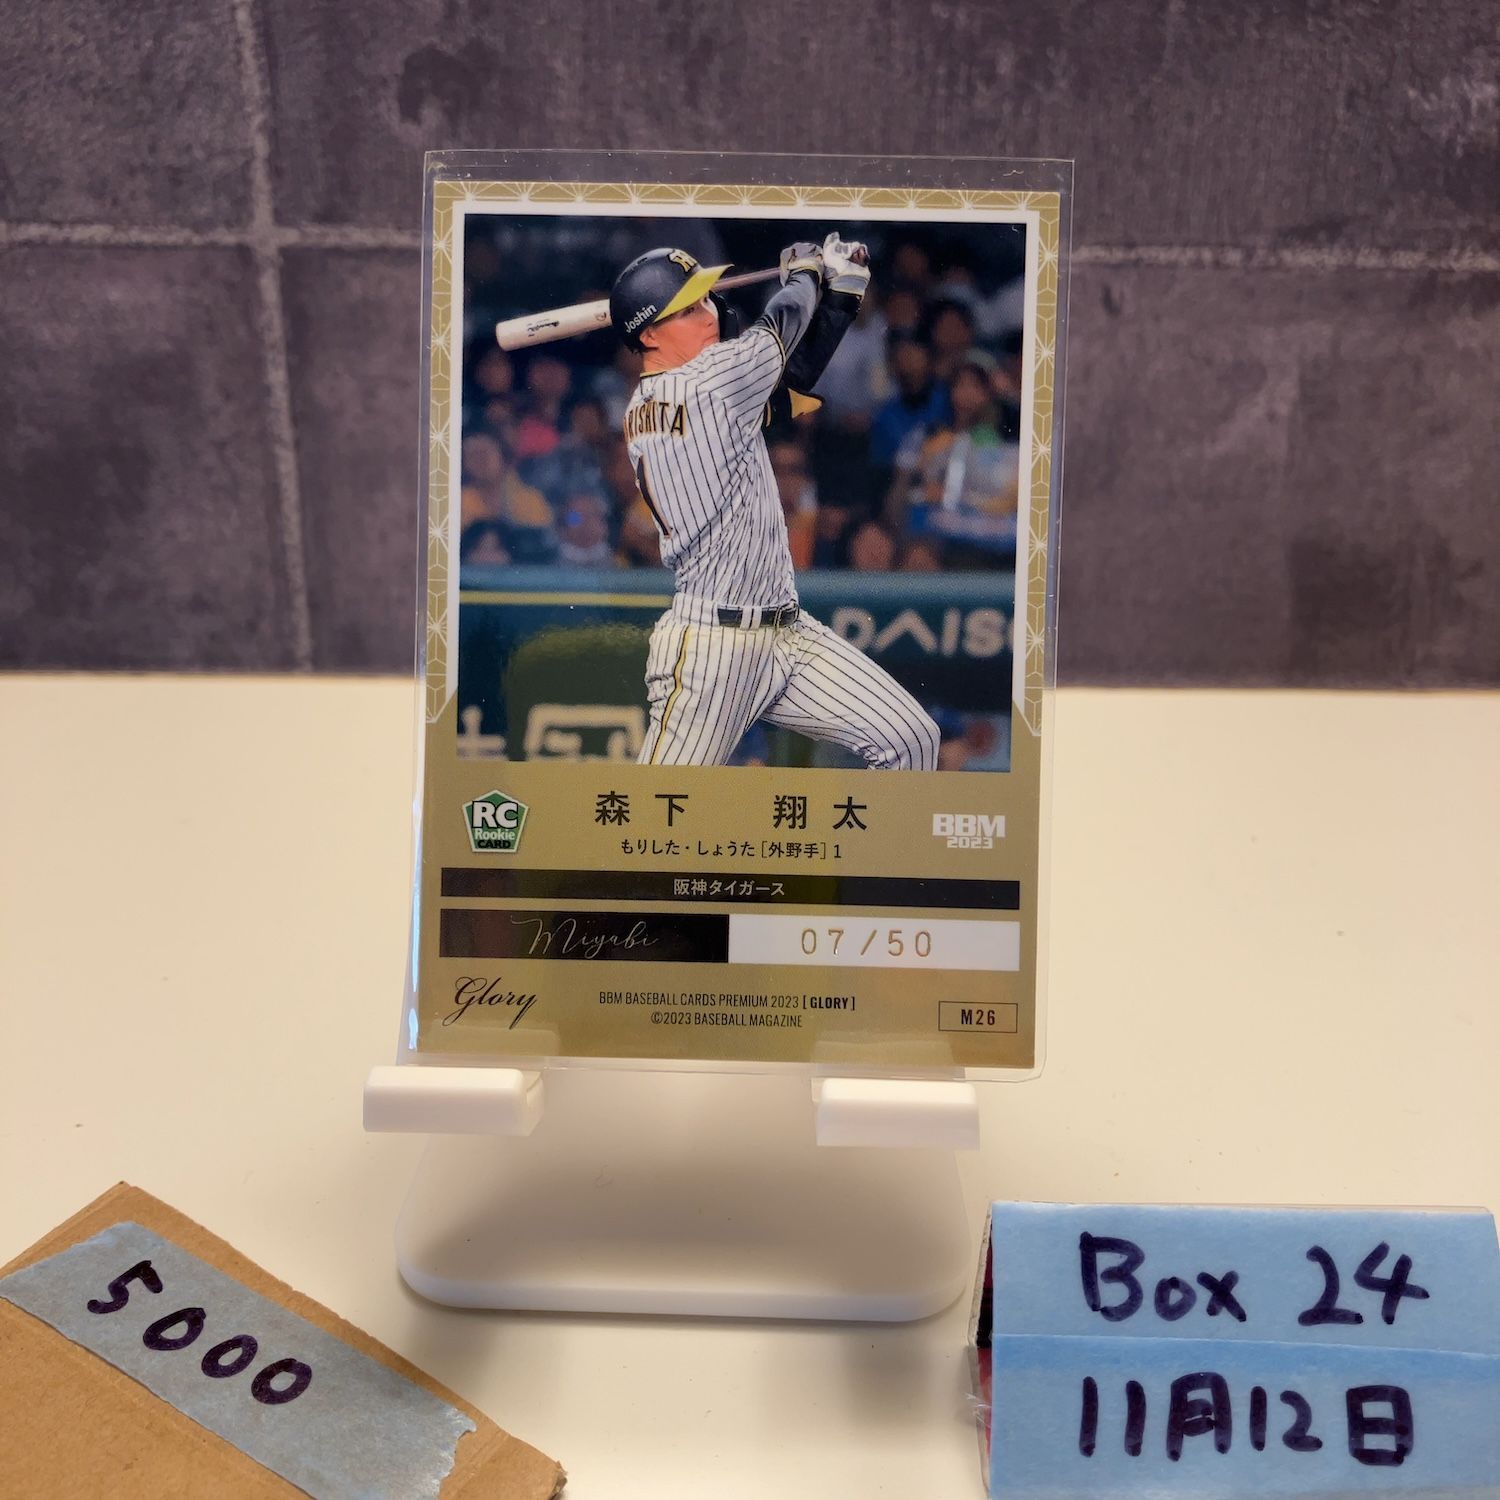 Joshin
RISHITA
1
DAISO
RC
Rookie
CARD
森下 翔太
もりした・しょうた [外野手] 1
BBM
2023
阪神タイガース
Miyabi
07/50
Glory
BBM BASEBALL CARDS PREMIUM 2023 [GLORY]
©2023 BASEBALL MAGAZINE
M26
5000
Box 24
11月12日